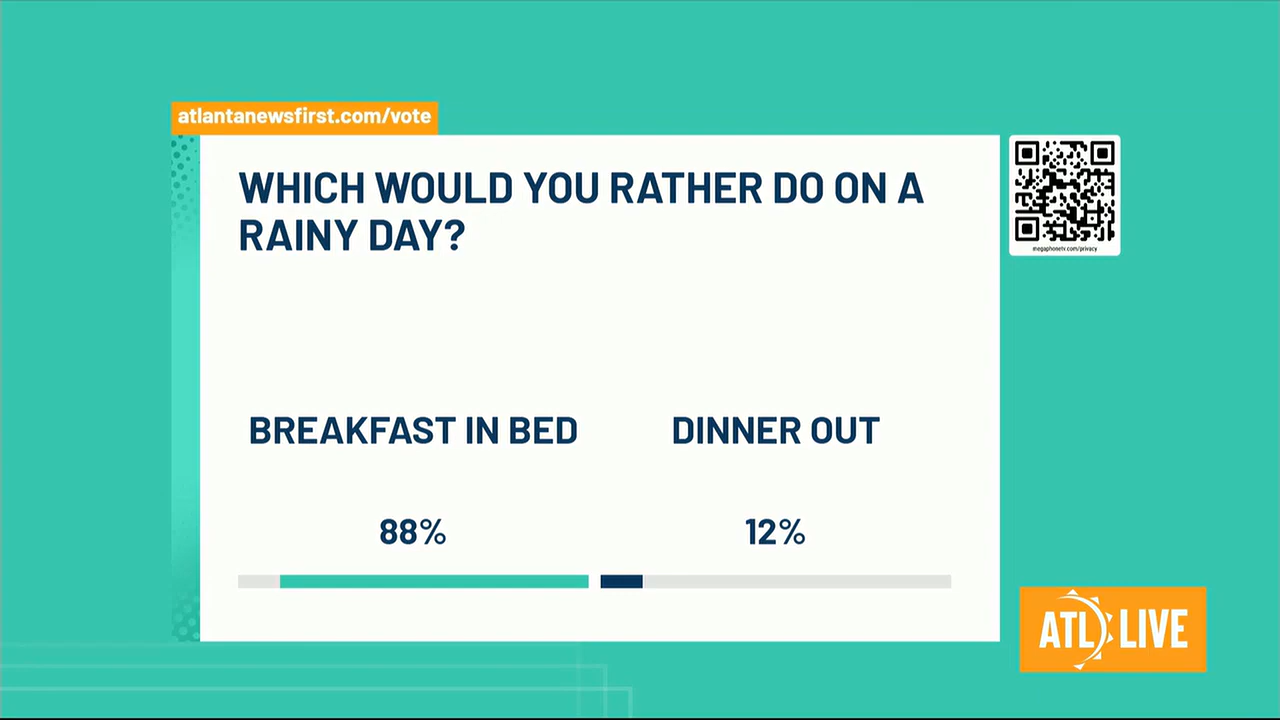 atlantanewsfirst.com/vote
WHICH WOULD YOU RATHER DO ON A
RAINY DAY?
megaphonetv.com/privacy
BREAKFAST IN BED
DINNER OUT
88%
12%
ATL LIVE